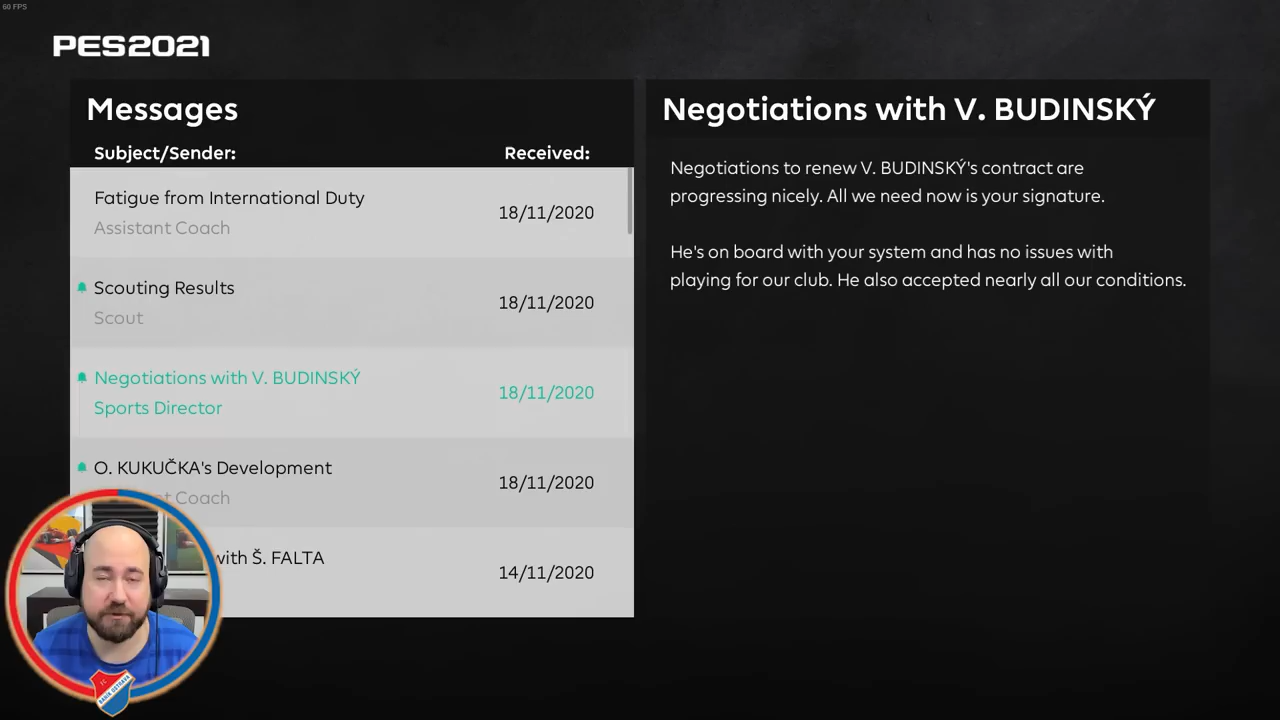 60 FPS
PES2021
Messages
Subject/Sender:
Received:
Fatigue from International Duty
Assistant Coach
18/11/2020
Scouting Results
Scout
18/11/2020
Negotiations with V. BUDINSKÝ
Sports Director
18/11/2020
O. KUKUČKA's Development
Coach
18/11/2020
with Š. FALTA
14/11/2020
Negotiations with V. BUDINSKÝ
Negotiations to renew V. BUDINSKÝ's contract are
progressing nicely. All we need now is your signature.
He's on board with your system and has no issues with
playing for our club. He also accepted nearly all our conditions.
FC
BANÍK OSTRAVA